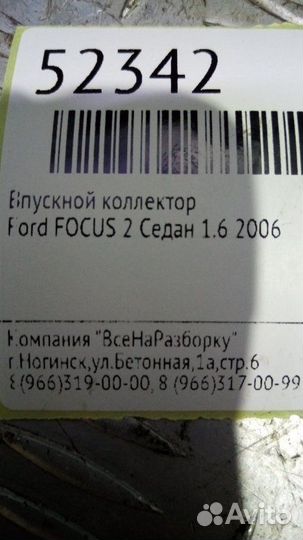 52342
Впускной коллектор
Ford FOCUS 2 Седан 1.6 2006
Компания "ВсеНаРазборку"
г.Ногинск,ул.Бетонная,1а,стр.6
8(966)319-00-00, 8 (966)317-00-99
Avito